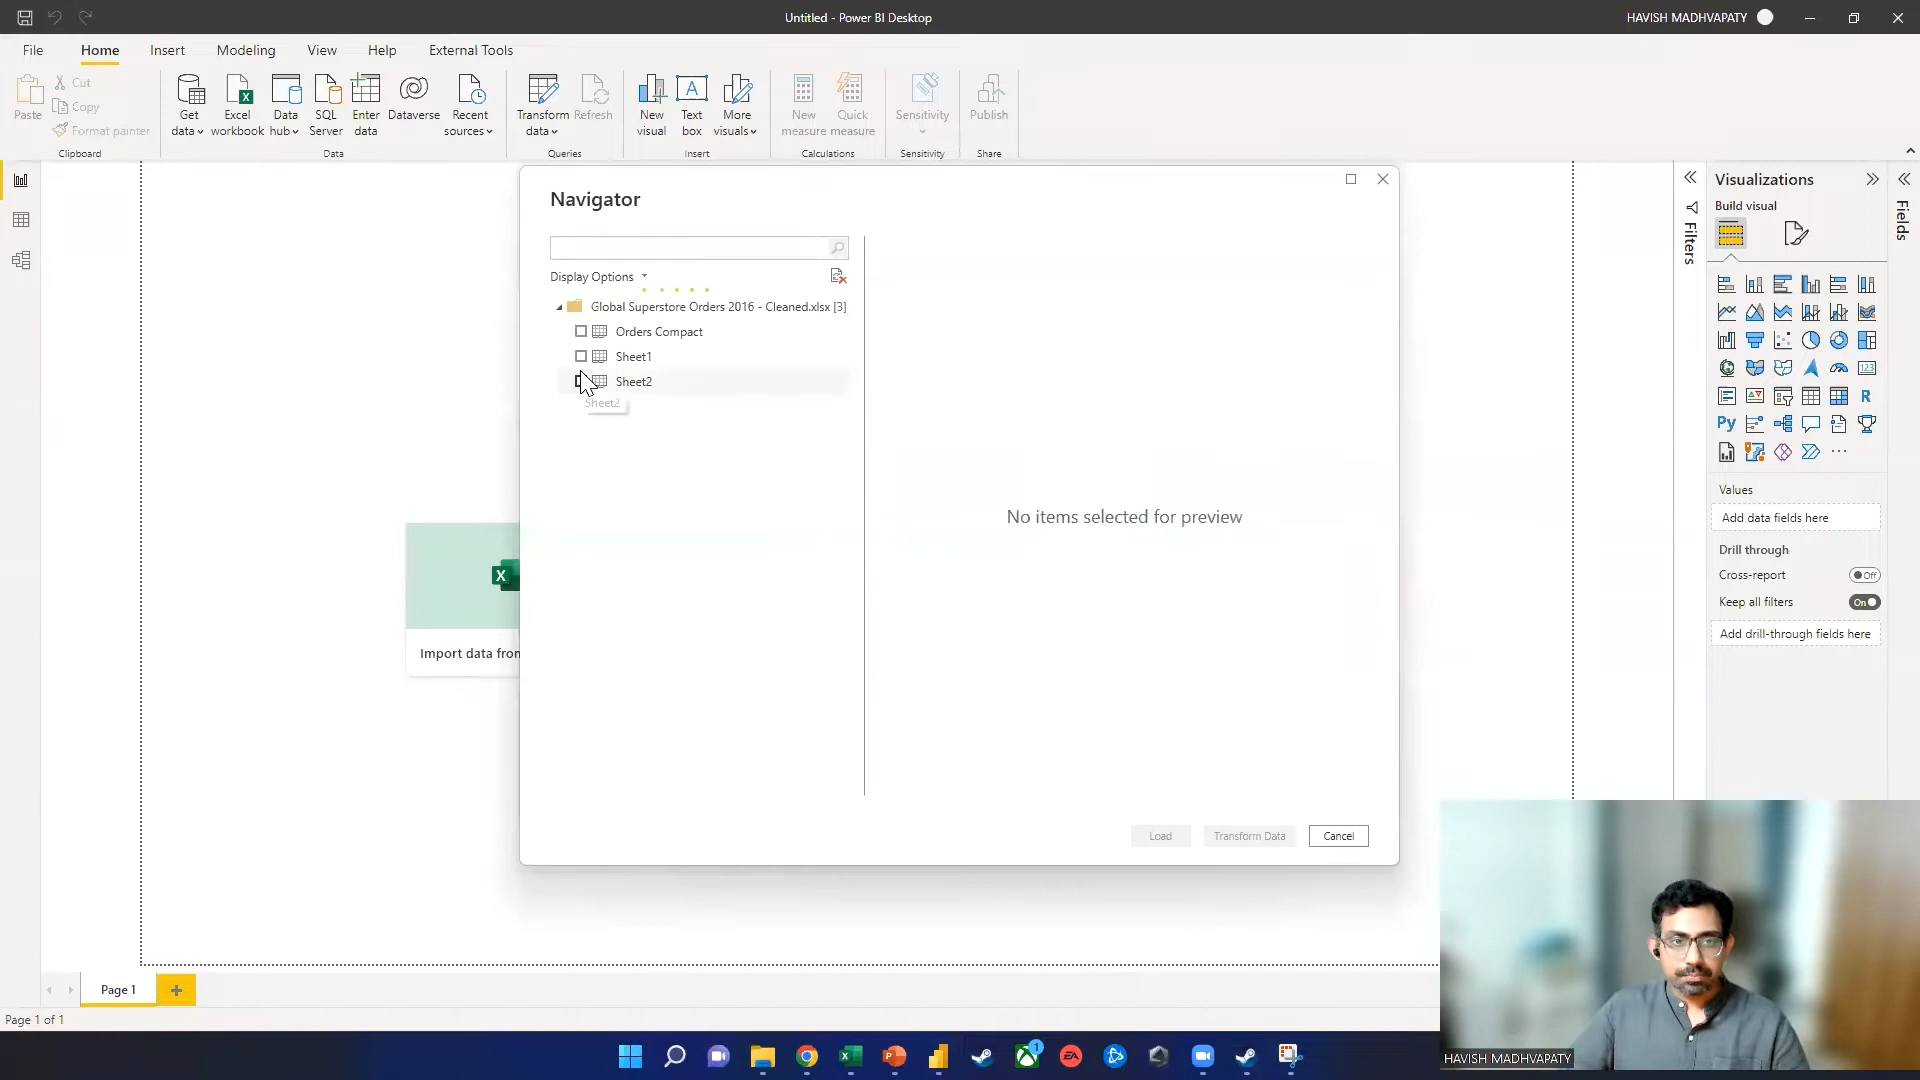 Untitled - Power BI Desktop
HAVISH MADHVAPATY
File
Home
Insert
Modeling
View
Help
External Tools
Paste
Cut
Copy
Format painter
Clipboard
Get
data
Excel
workbook
Data
hub
SQL
Server
Enter
data
Dataverse
Recent
sources
Data
Transform
data
Refresh
Queries
New
visual
Text
box
More
visuals
Insert
New
measure
Quick
measure
Calculations
Sensitivity
Sensitivity
Publish
Share
Navigator
Display Options
Global Superstore Orders 2016 - Cleaned.xlsx [3]
Orders Compact
Sheet1
Sheet2
Sheet2
No items selected for preview
Load
Transform Data
Cancel
Import data fron
Filters
Visualizations
Build visual
123
R
Py
Values
Add data fields here
Drill through
Cross-report
Off
Keep all filters
On
Add drill-through fields here
Fields
Page 1
Page 1 of 1
HAVISH MADHVAPATY